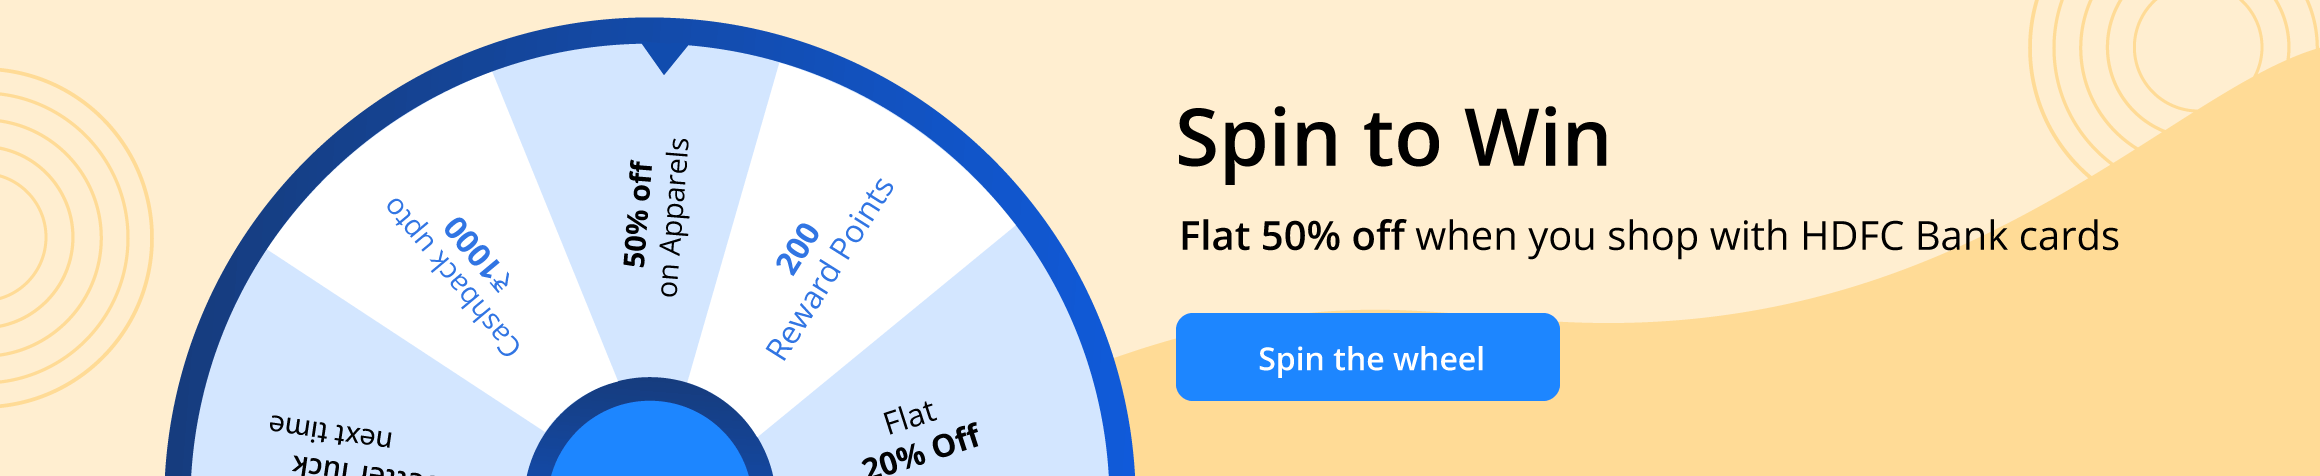 Spin to Win
Flat 50% off when you shop with HDFC Bank cards
Spin the wheel
next time
luck
Cashback upto
₹1000
50% off
on Apparels
200
Reward Points
Flat
20% Off